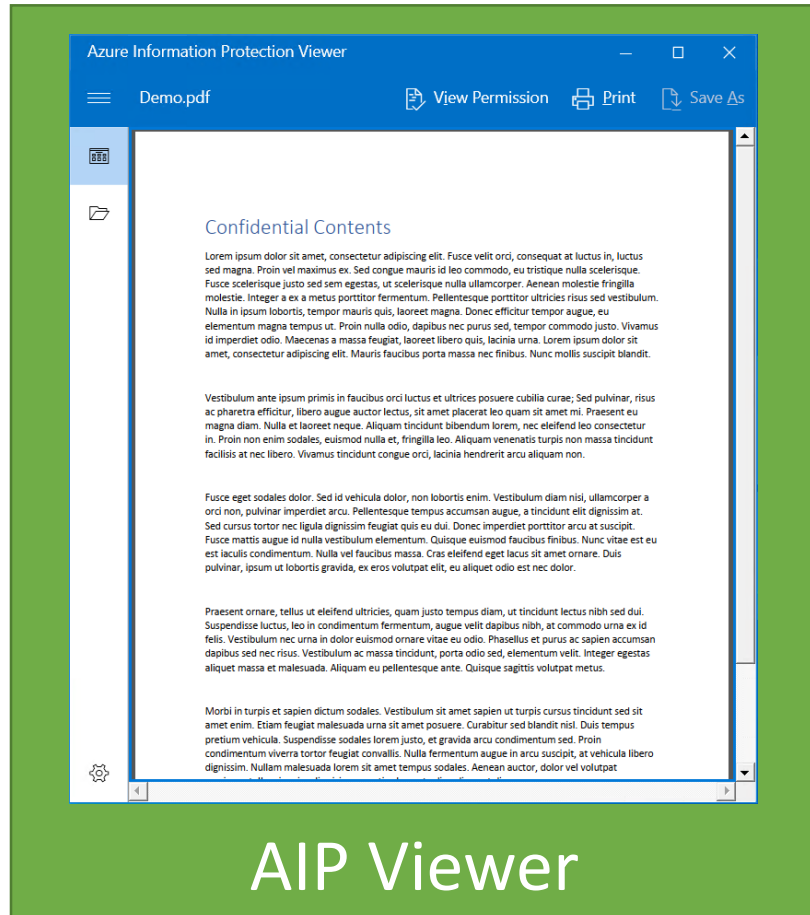 Azure Information Protection Viewer
Demo.pdf View Permission Print Save As
Confidential Contents
Lorem ipsum dolor sit amet, consectetur adipiscing elit. Fusce velit orci, consequat at luctus in, luctus
sed magna. Proin vel maximus ex. Sed congue mauris id leo commodo, eu tristique nulla scelerisque.
Fusce scelerisque justo sed sem egestas, ut scelerisque nulla ullamcorper. Aenean molestie fringilla
molestie. Integer a ex a metus porttitor fermentum. Pellentesque porttitor ultricies risus sed vestibulum.
Nulla in ipsum lobortis, tempor mauris quis, laoreet magna. Donec efficitur tempor augue, eu
elementum magna tempus ut. Proin nulla odio, dapibus nec purus sed, tempor commodo justo. Vivamus
id imperdiet odio. Maecenas a massa feugiat, laoreet libero quis, lacinia urna. Lorem ipsum dolor sit
amet, consectetur adipiscing elit. Mauris faucibus porta massa nec finibus. Nunc mollis suscipit blandit.
Vestibulum ante ipsum primis in faucibus orci luctus et ultrices posuere cubilia curae; Sed pulvinar, risus
ac pharetra efficitur, libero augue auctor lectus, sit amet placerat leo quam sit amet mi. Praesent eu
magna diam. Nulla et laoreet neque. Aliquam tincidunt bibendum lorem, nec eleifend leo consectetur
in. Proin non enim sodales, euismod nulla et, fringilla leo. Aliquam venenatis turpis non massa tincidunt
facilisis at nec libero. Vivamus tincidunt congue orci, lacinia hendrerit arcu aliquam non.
Fusce eget sodales dolor. Sed id vehicula dolor, non lobortis enim. Vestibulum diam nisi, ullamcorper a
orci non, pulvinar imperdiet arcu. Pellentesque tempus accumsan augue, a tincidunt elit dignissim at.
Sed cursus tortor nec ligula dignissim feugiat quis eu dui. Donec imperdiet porttitor arcu at suscipit.
Fusce mattis augue id nulla vestibulum elementum. Quisque euismod faucibus finibus. Nunc vitae est eu
est iaculis condimentum. Nulla vel faucibus massa. Cras eleifend eget lacus sit amet ornare. Duis
pulvinar, ipsum ut lobortis gravida, ex eros volutpat elit, eu aliquet odio est nec dolor.
Praesent ornare, tellus ut eleifend ultricies, quam justo tempus diam, ut tincidunt lectus nibh sed dui.
Suspendisse luctus, leo in condimentum fermentum, augue velit dapibus nibh, at commodo urna ex id
felis. Vestibulum nec urna in dolor euismod ornare vitae eu odio. Phasellus et purus ac sapien accumsan
dapibus sed nec risus. Vestibulum ac massa tincidunt, porta odio sed, elementum velit. Integer egestas
aliquet massa et malesuada. Aliquam eu pellentesque ante. Quisque sagittis volutpat metus.
Morbi in turpis et sapien dictum sodales. Vestibulum sit amet sapien ut turpis cursus tincidunt sed sit
amet enim. Etiam feugiat malesuada urna sit amet posuere. Curabitur sed blandit nisl. Duis tempus
pretium vehicula. Suspendisse sodales lorem justo, et gravida arcu condimentum sed. Proin
condimentum viverra tortor feugiat convallis. Nulla fermentum augue in arcu suscipit, at vehicula libero
dignissim. Nullam malesuada lorem sit amet tempus sodales. Aenean auctor, dolor vel volutpat
AIP Viewer